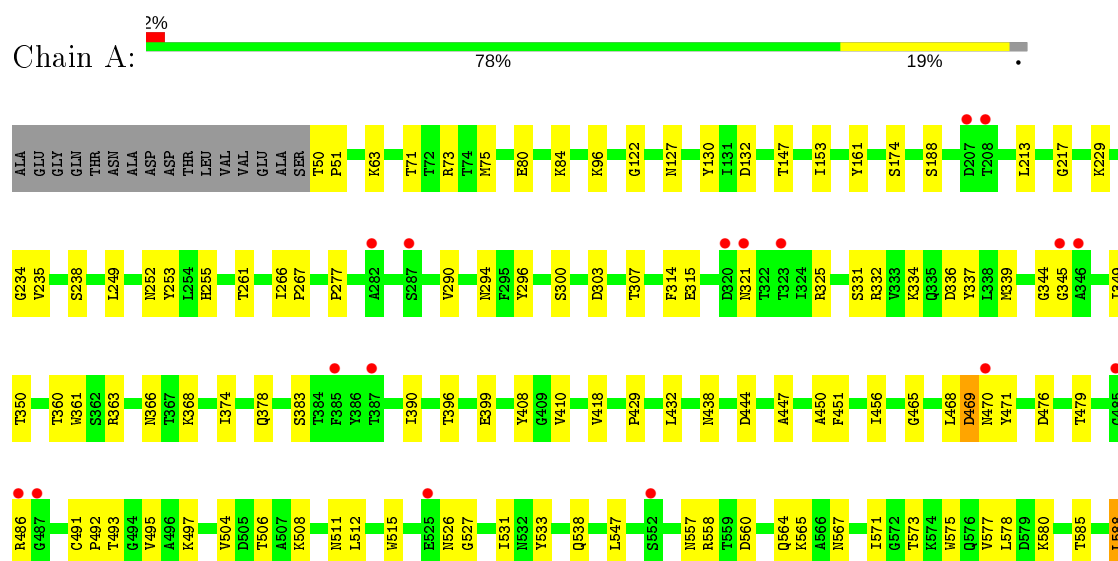 2%
Chain A:
78% 19% •
ALA GLU GLY GLN THR ASN ALA ASP ASP THR LEU VAL VAL GLU ALA SER T50 P51 K63 T71 T72 R73 T74 M75 E80 K84 K96 G122 N127 Y130 I131 D132 T147 I153 Y161 S174 S188 D207 T208 L213 G217 K229
G234 V235 S238 L249 N252 Y253 L254 H255 T261 I266 P267 P277 A282 S287 V290 N294 F295 Y296 S300 D303 T307 F314 E315 D320 N321 T322 T323 I324 R325 S331 R332 V333 K334 Q335 D336 Y337 L338 M339 G344 G345 A346 I349
T350 T360 W361 S362 R363 N366 T367 K368 I374 Q378 S383 T384 F385 Y386 T387 I390 T396 E399 Y408 G409 V410 V418 P429 L432 N438 D444 A447 A450 F451 I456 G465 L468 D469 N470 Y471 D476 T479
R486 G487 C491 P492 T493 G494 V495 A496 K497 V504 D505 T506 A507 K508 N511 L512 W515 E525 N526 G527 I531 N532 Y533 Q538 L547 S552 N557 R558 T559 D560 Q564 K565 A566 N567 I571 G572 T573 K574 W575 Q576 V577 L578 D579 K580 T585